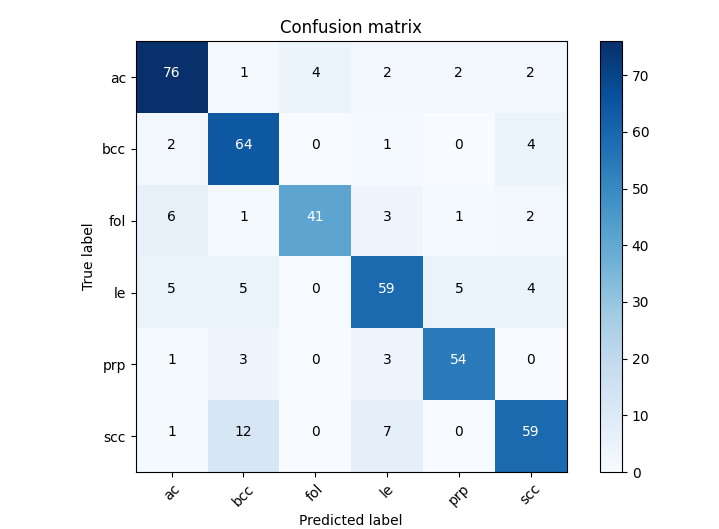 Confusion matrix
True label
ac 76 1 4 2 2 2
bcc 2 64 0 1 0 4
fol 6 1 41 3 1 2
le 5 5 0 59 5 4
prp 1 3 0 3 54 0
scc 1 12 0 7 0 59
ac bcc fol le prp scc
Predicted label
70
60
50
40
30
20
10
0